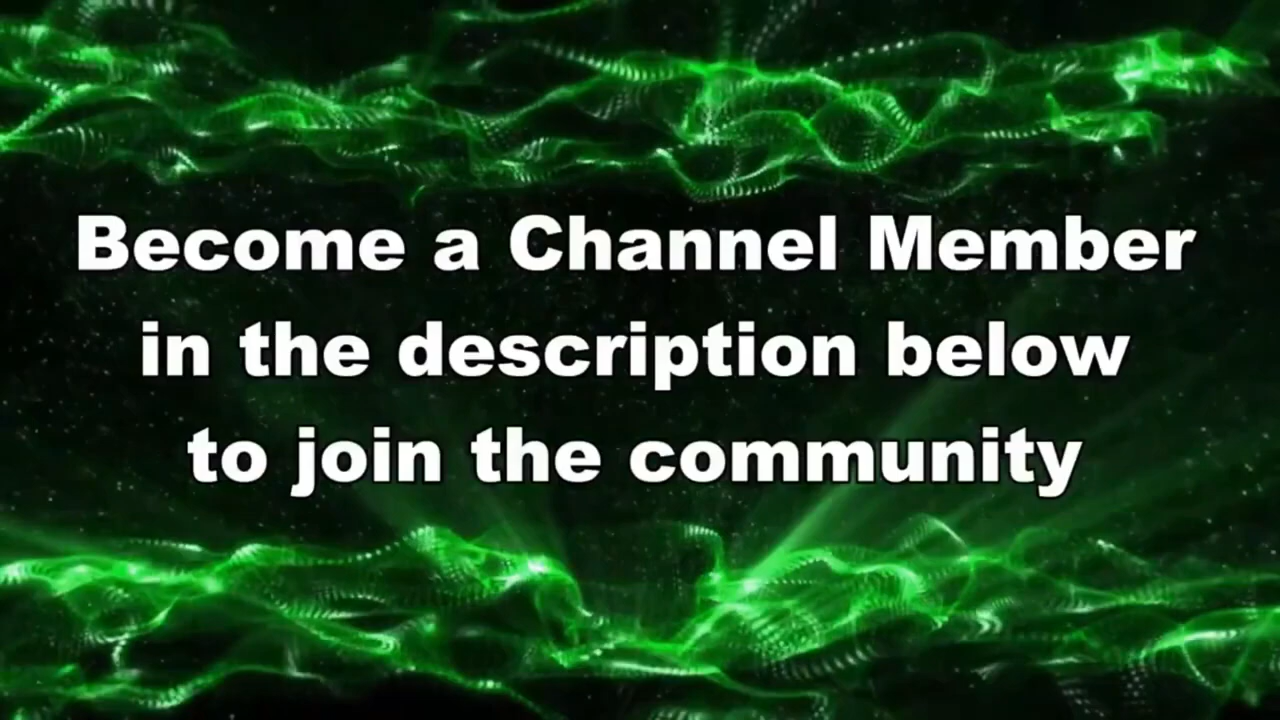 Become a Channel Member
in the description below
to join the community